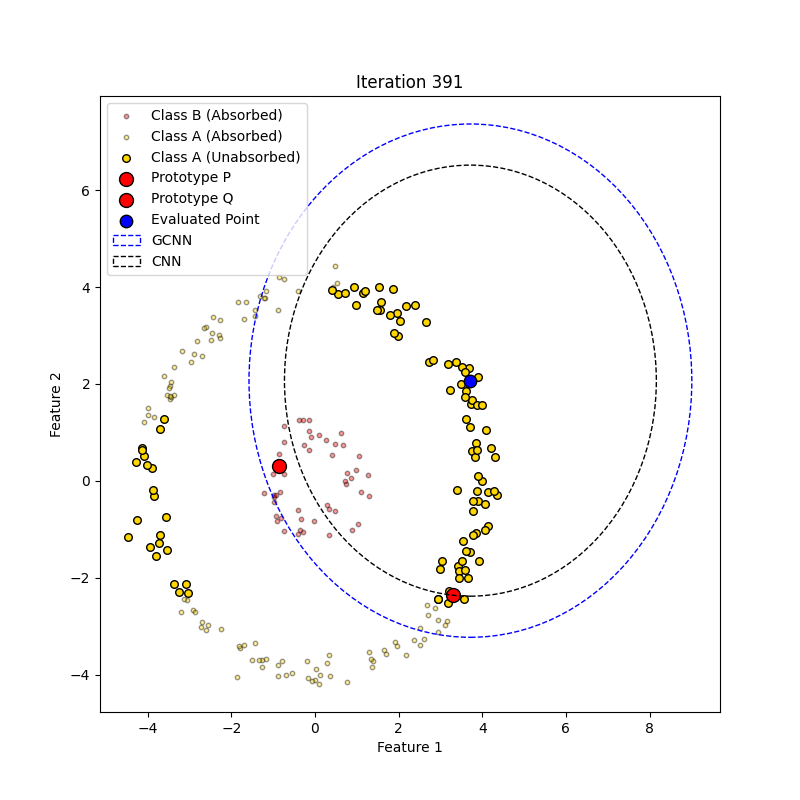 Iteration 391
Class B (Absorbed)
Class A (Absorbed)
Class A (Unabsorbed)
Prototype P
Prototype Q
Evaluated Point
GCNN
CNN
Feature 2
6
4
2
0
−2
−4
−4 −2 0 2 4 6 8
Feature 1